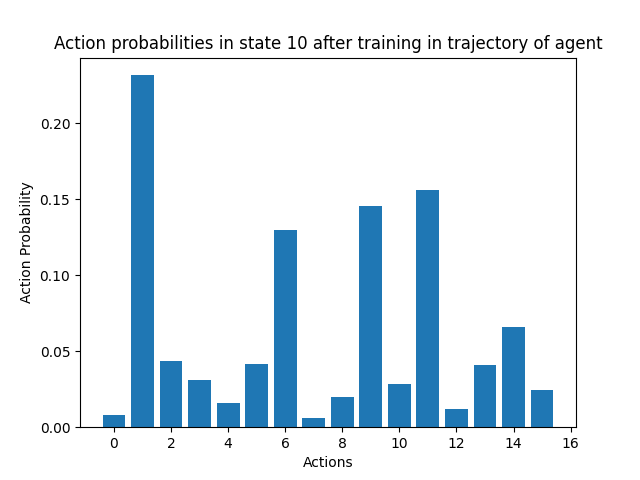 Action probabilities in state 10 after training in trajectory of agent
Action Probability
0.20
0.15
0.10
0.05
0.00
0 2 4 6 8 10 12 14 16
Actions